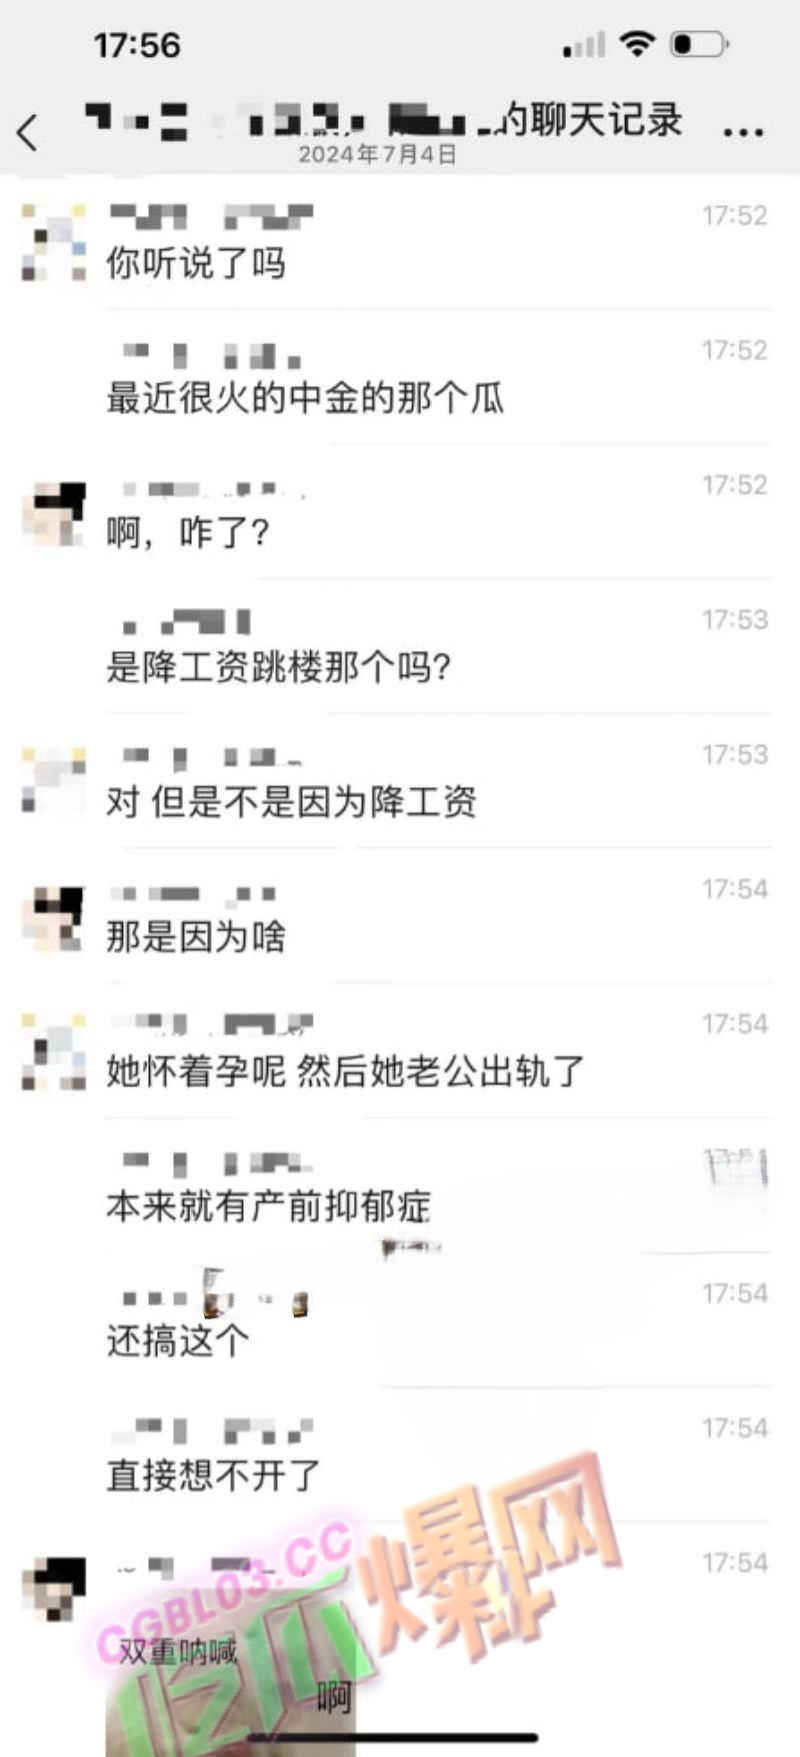 17:56
的聊天记录
2024年7月4日
17:52
你听说了吗
17:52
最近很火的中金的那个瓜
17:52
啊，咋了？
17:53
是降工资跳楼那个吗？
17:53
对 但是不是因为降工资
17:54
那是因为啥
17:54
她怀着孕呢 然后她老公出轨了
本来就有产前抑郁症
17:54
还搞这个
17:54
直接想不开了
17:54
CGBL03.CC
吃瓜爆料网
双重呐喊
啊